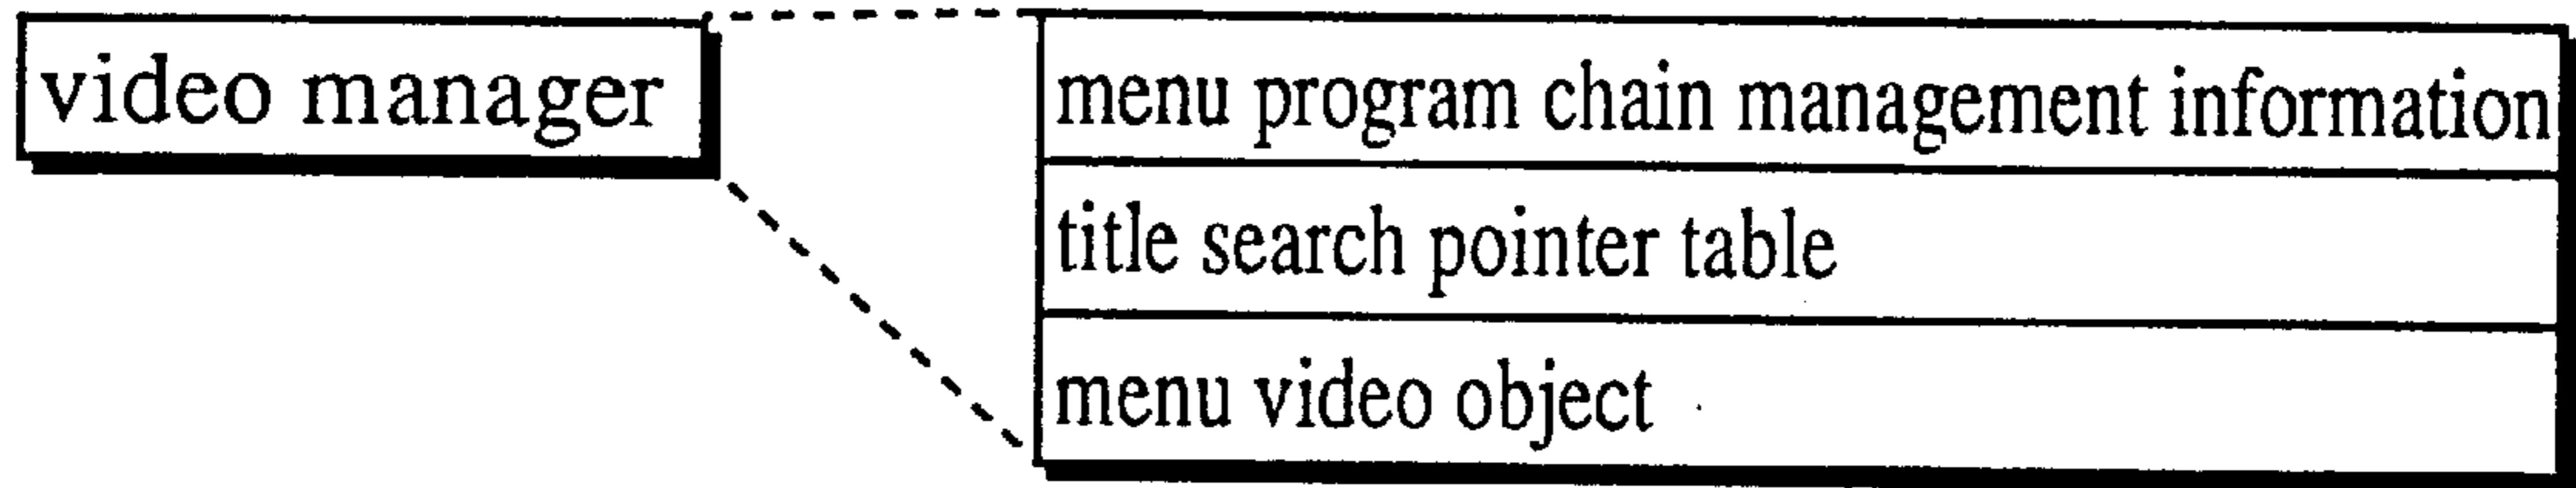 video manager
menu program chain management information
title search pointer table
menu video object